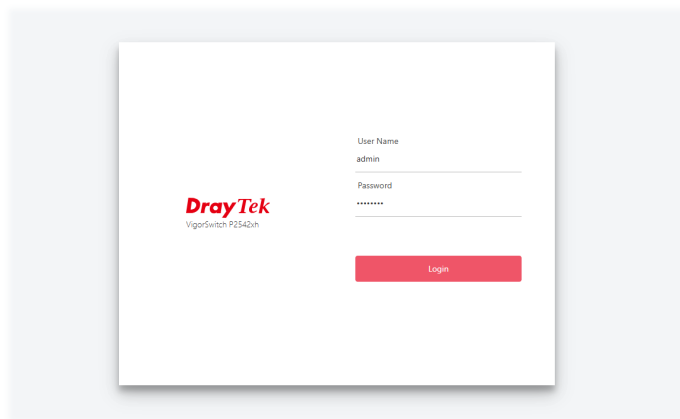 User Name
admin
Password
••••••••
DrayTek
VigorSwitch P2542xh
Login